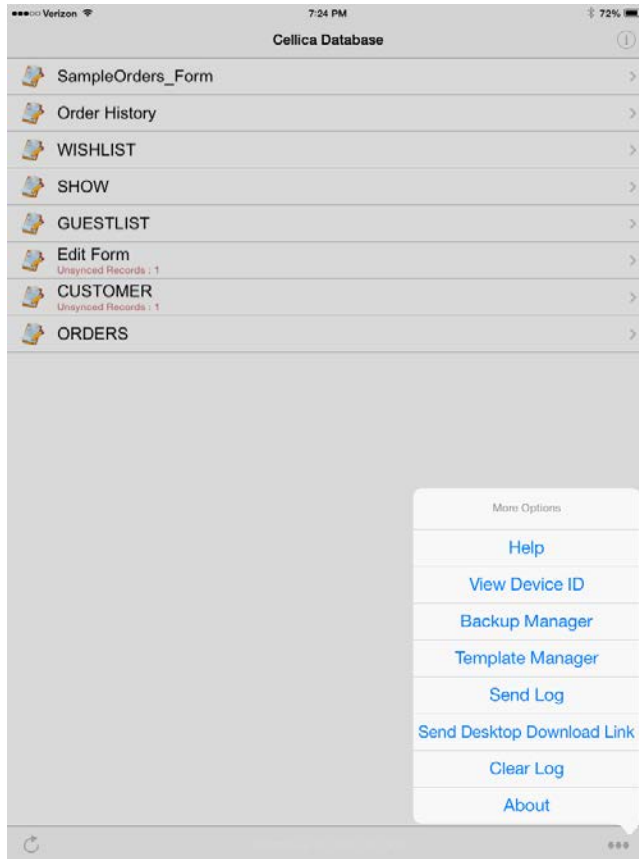 Verizon 7:24 PM 72%
Cellica Database
SampleOrders_Form
Order History
WISHLIST
SHOW
GUESTLIST
Edit Form
Unsynced Records : 1
CUSTOMER
Unsynced Records : 1
ORDERS
More Options
Help
View Device ID
Backup Manager
Template Manager
Send Log
Send Desktop Download Link
Clear Log
About